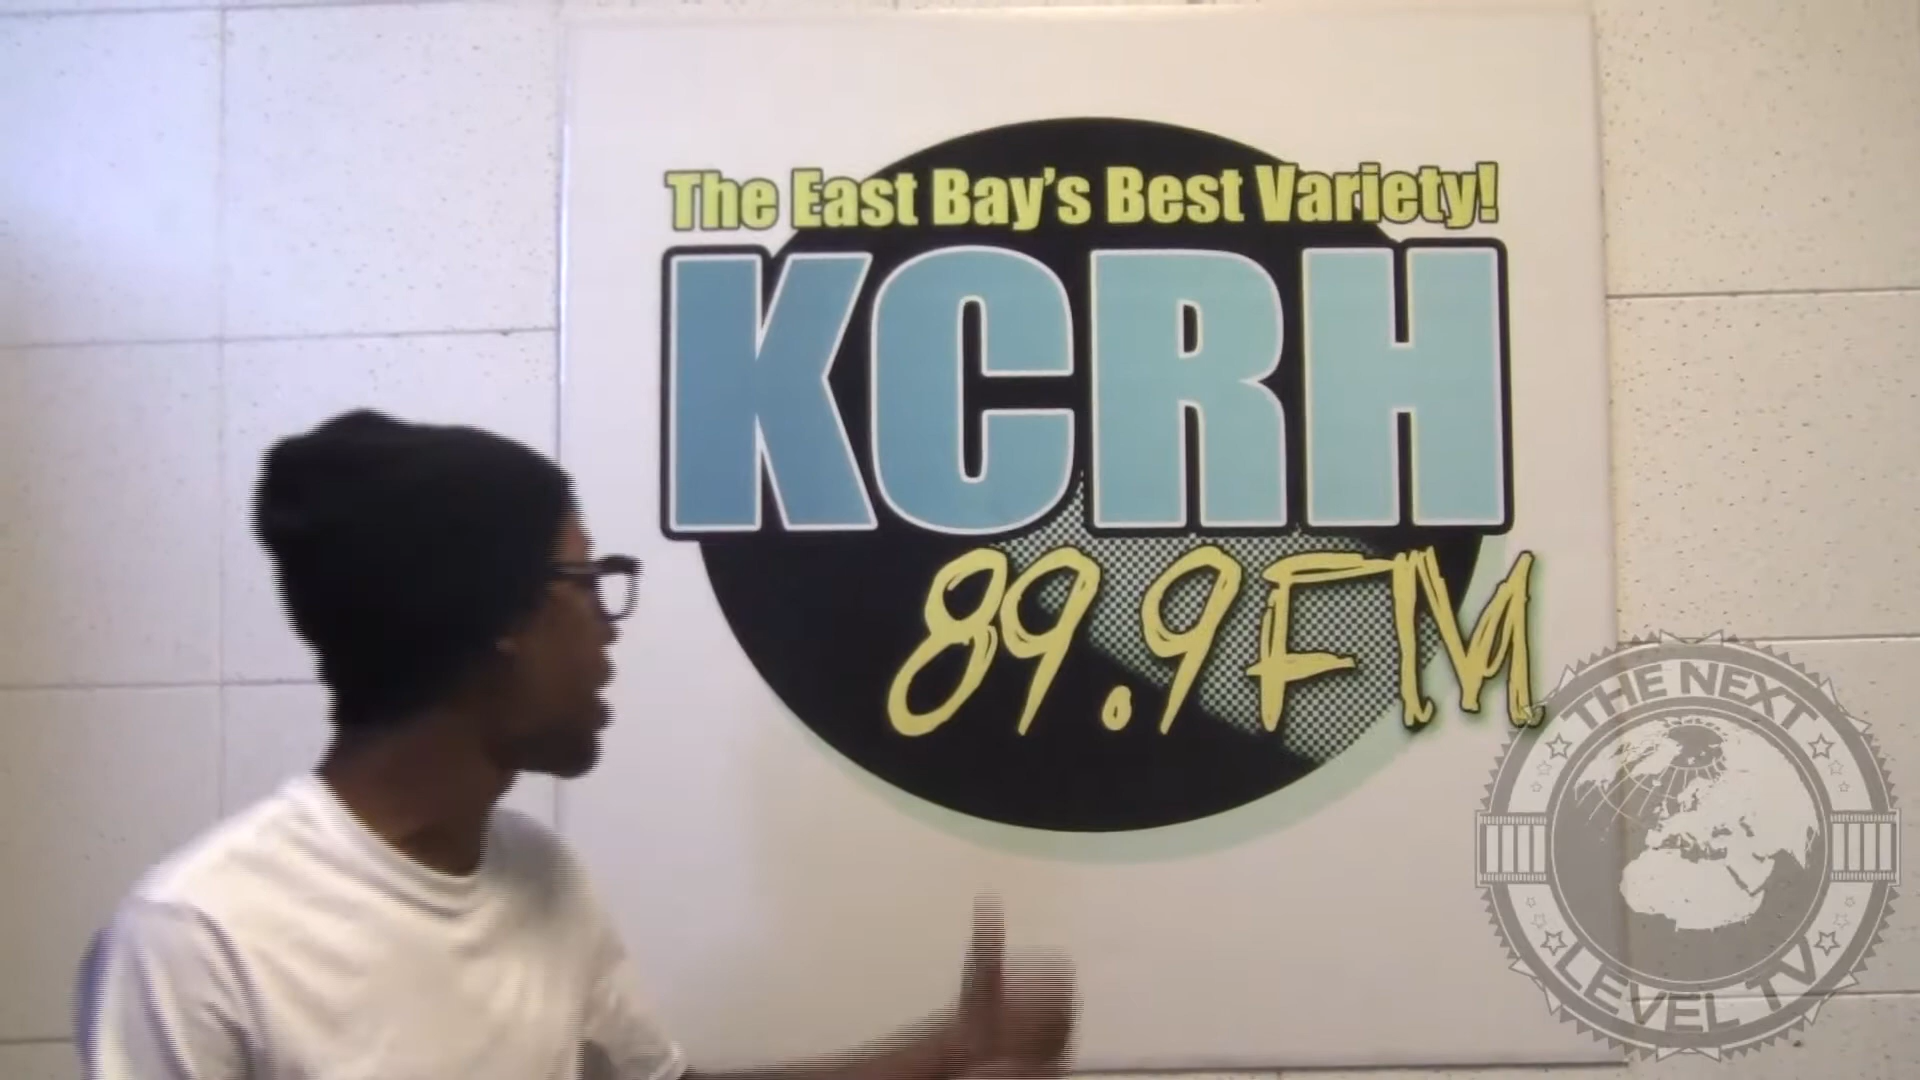 The East Bay's Best Variety!
KCRH
89.9FM
THE NEXT
LEVEL TV